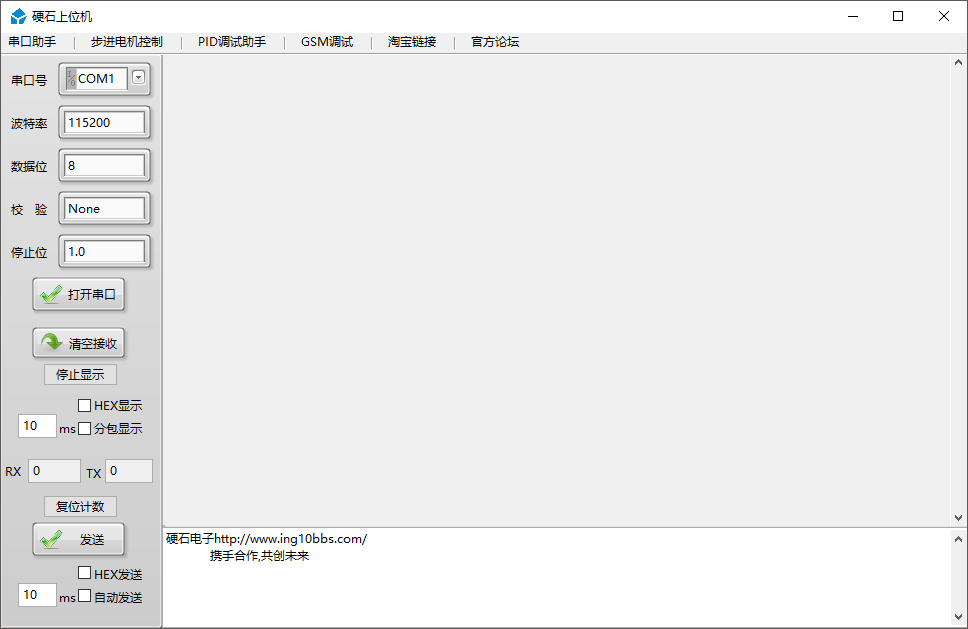 硬石上位机
串口助手 步进电机控制 PID调试助手 GSM调试 淘宝链接 官方论坛
串口号 COM1
波特率 115200
数据位 8
校 验 None
停止位 1.0
打开串口
清空接收
停止显示
HEX显示
10 ms 分包显示
RX 0 TX 0
复位计数
发送
HEX发送
10 ms 自动发送
硬石电子http://www.ing10bbs.com/
携手合作,共创未来